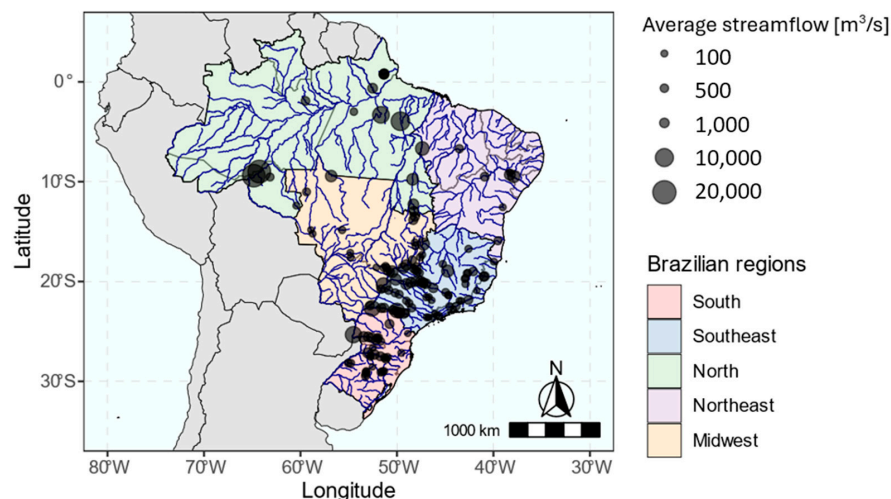 Average streamflow [m³/s]
100
500
1,000
10,000
20,000
Brazilian regions
South
Southeast
North
Northeast
Midwest
0°
10°S
20°S
30°S
Latitude
N
1000 km
80°W 70°W 60°W 50°W 40°W 30°W
Longitude